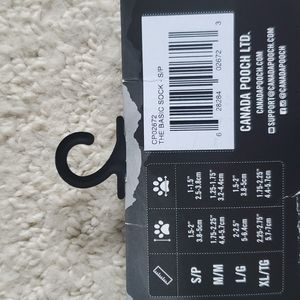 CP02672
THE BASIC SOCK - S/P
6 28284 02672 3
CANADA POOCH LTD.
CANADAPOOCH.COM
SUPPORT@CANADAPOOCH.COM
@CANADAPOOCH
S/P
1.5-2"
3.8-5cm
1-1.5"
2.5-3.8cm
M/M
1.75-2.25"
4.4-5.7cm
1.25-1.75"
3.2-4.4cm
L/G
2-2.5"
5-6.4cm
1.5-2"
3.8-5cm
XL/TG
2.25-2.75"
5.7-7cm
1.75-2.25"
4.4-5.7cm